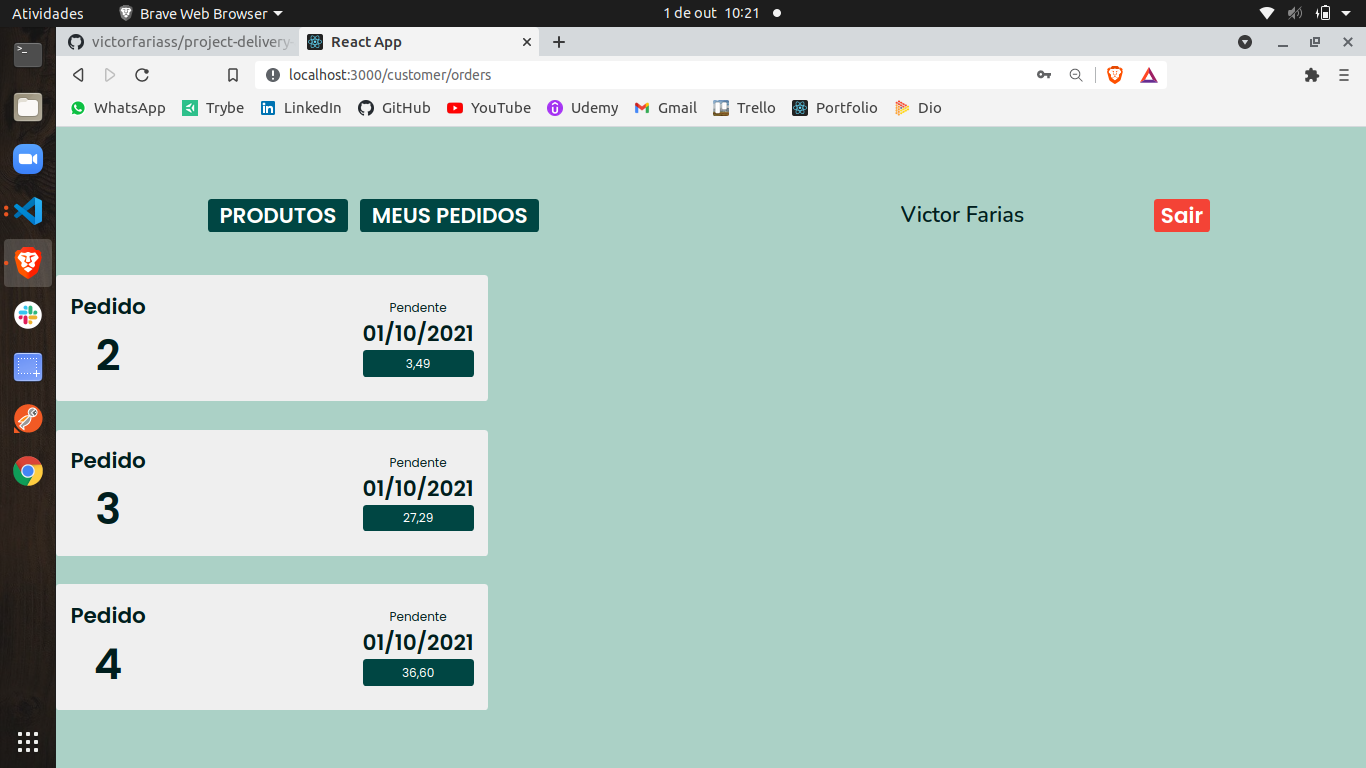 Atividades Brave Web Browser 1 de out 10:21
victorfariass/project-delivery- React App
localhost:3000/customer/orders
WhatsApp Trybe LinkedIn GitHub YouTube Udemy Gmail Trello Portfolio Dio
PRODUTOS MEUS PEDIDOS Victor Farias Sair
Pedido
2
Pendente
01/10/2021
3,49
Pedido
3
Pendente
01/10/2021
27,29
Pedido
4
Pendente
01/10/2021
36,60